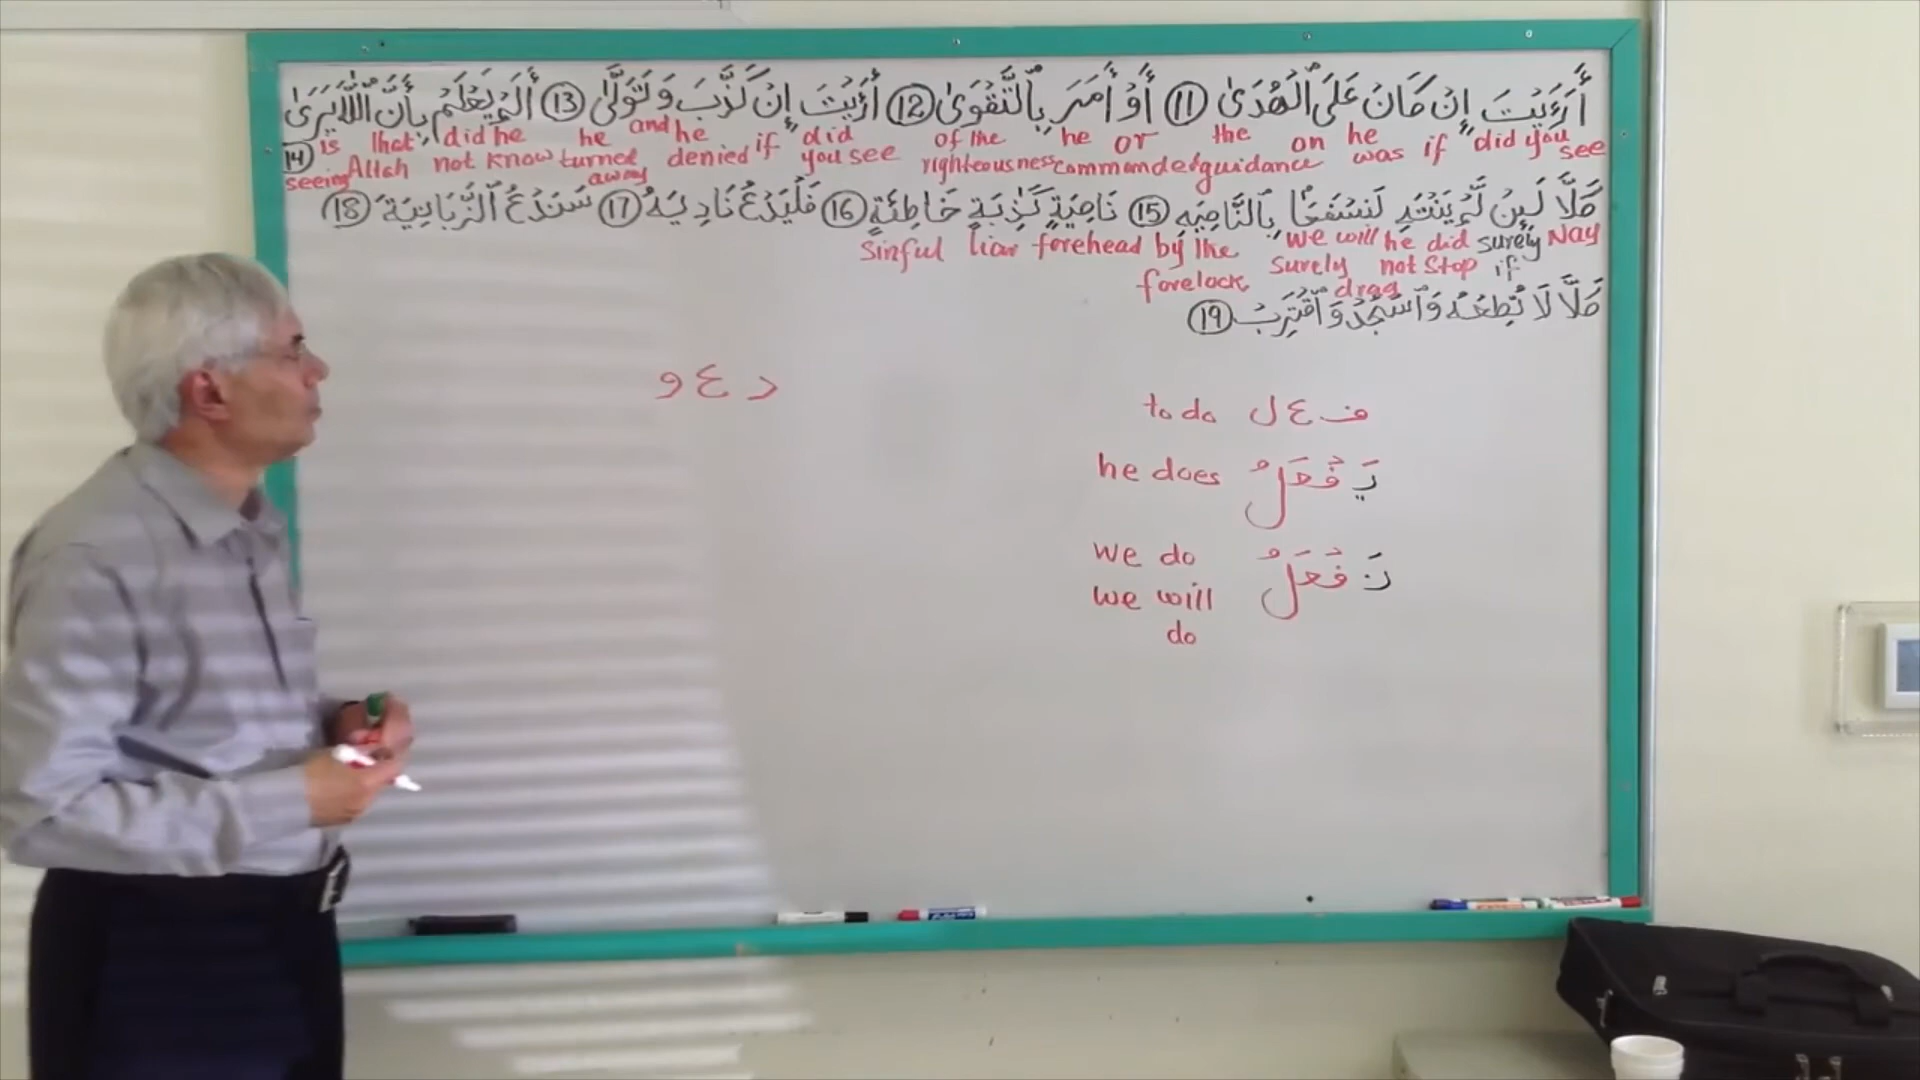 أَرَءَيْتَ إِن كَانَ عَلَى ٱلْهُدَىٰٓ ⑪ أَوْ أَمَرَ بِٱلتَّقْوَىٰٓ ⑫ أَرَءَيْتَ إِن كَذَّبَ وَتَوَلَّىٰٓ ⑬ أَلَمْ يَعْلَم بِأَنَّ ٱللَّهَ يَرَىٰ
is that did he he and he did of the he or the on he did you
⑭ seeing Allah not know turned denied if you see righteousness commanded guidance was if see
away
كَلَّا لَئِن لَّمْ يَنتَهِ لَنَسْفَعًۢا بِٱلنَّاصِيَةِ ⑮ نَاصِيَةٍ كَٰذِبَةٍ خَاطِئَةٍ ⑯ فَلْيَدْعُ نَادِيَهُۥ ⑰ سَنَدْعُ ٱلزَّبَانِيَةَ ⑱
Sinful liar forehead by the we will he did surely Nay
forelock surely not stop if
drag
كَلَّا لَا تُطِعْهُ وَٱسْجُدْ وَٱقْتَرِب ⑲
د ع و
to do ف ع ل
he does يَفْعَلُ
we do نَفْعَلُ
we will
do